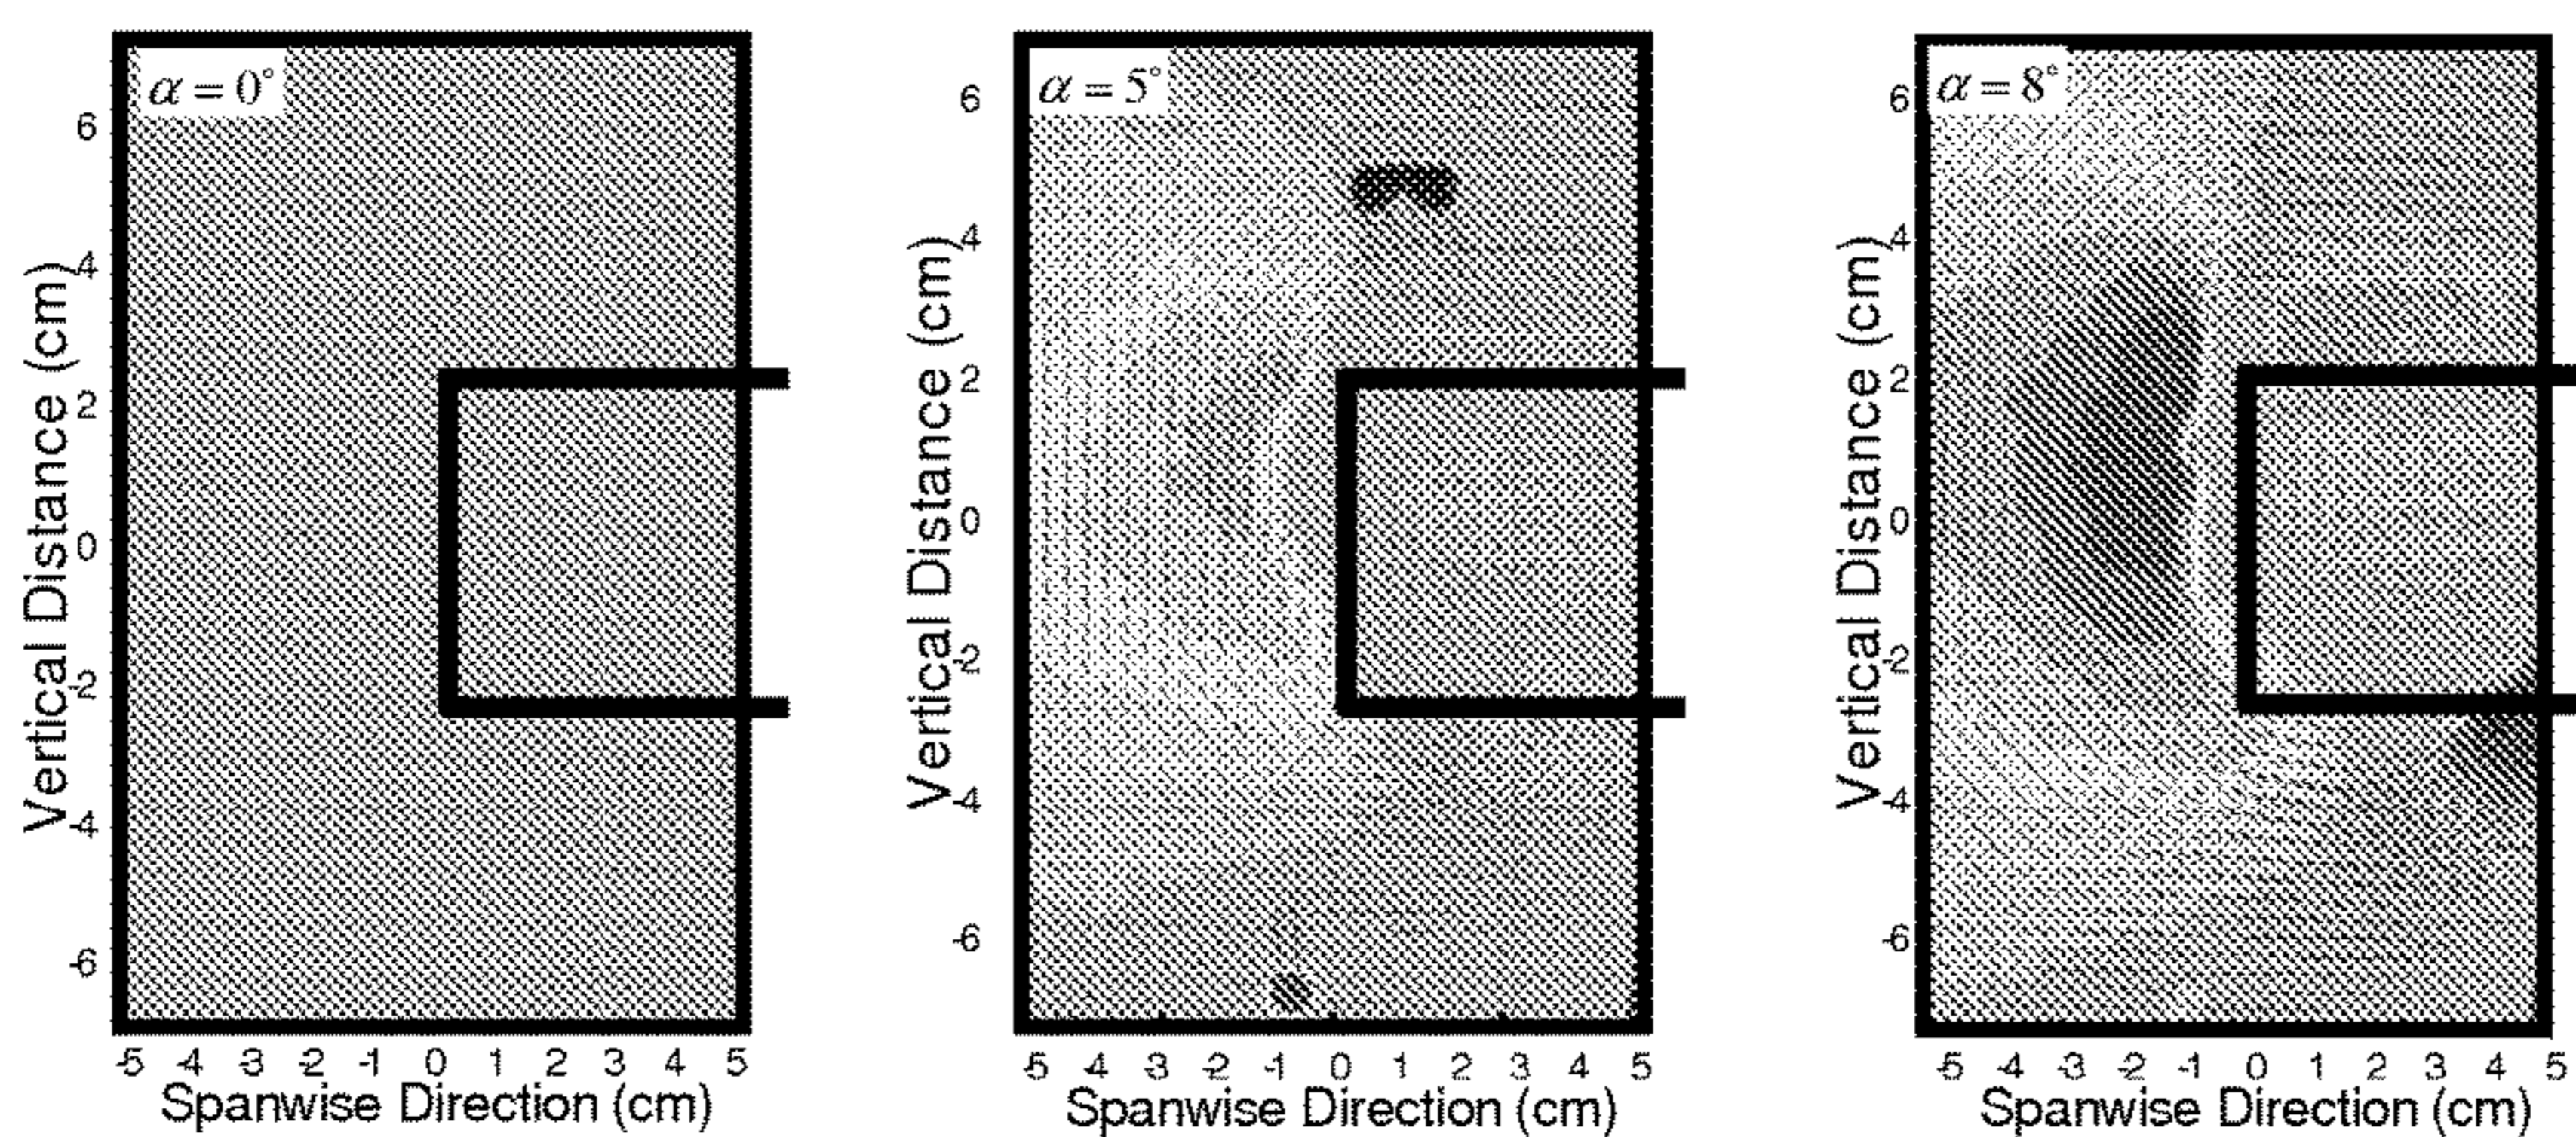 α = 0°
Vertical Distance (cm)
6
4
2
0
-2
-4
-6
-5 -4 -3 -2 -1 0 1 2 3 4 5
Spanwise Direction (cm)
α = 5°
Vertical Distance (cm)
6
4
2
0
-2
-4
-6
-5 -4 -3 -2 -1 0 1 2 3 4 5
Spanwise Direction (cm)
α = 8°
Vertical Distance (cm)
6
4
2
0
-2
-4
-6
-5 -4 -3 -2 -1 0 1 2 3 4 5
Spanwise Direction (cm)